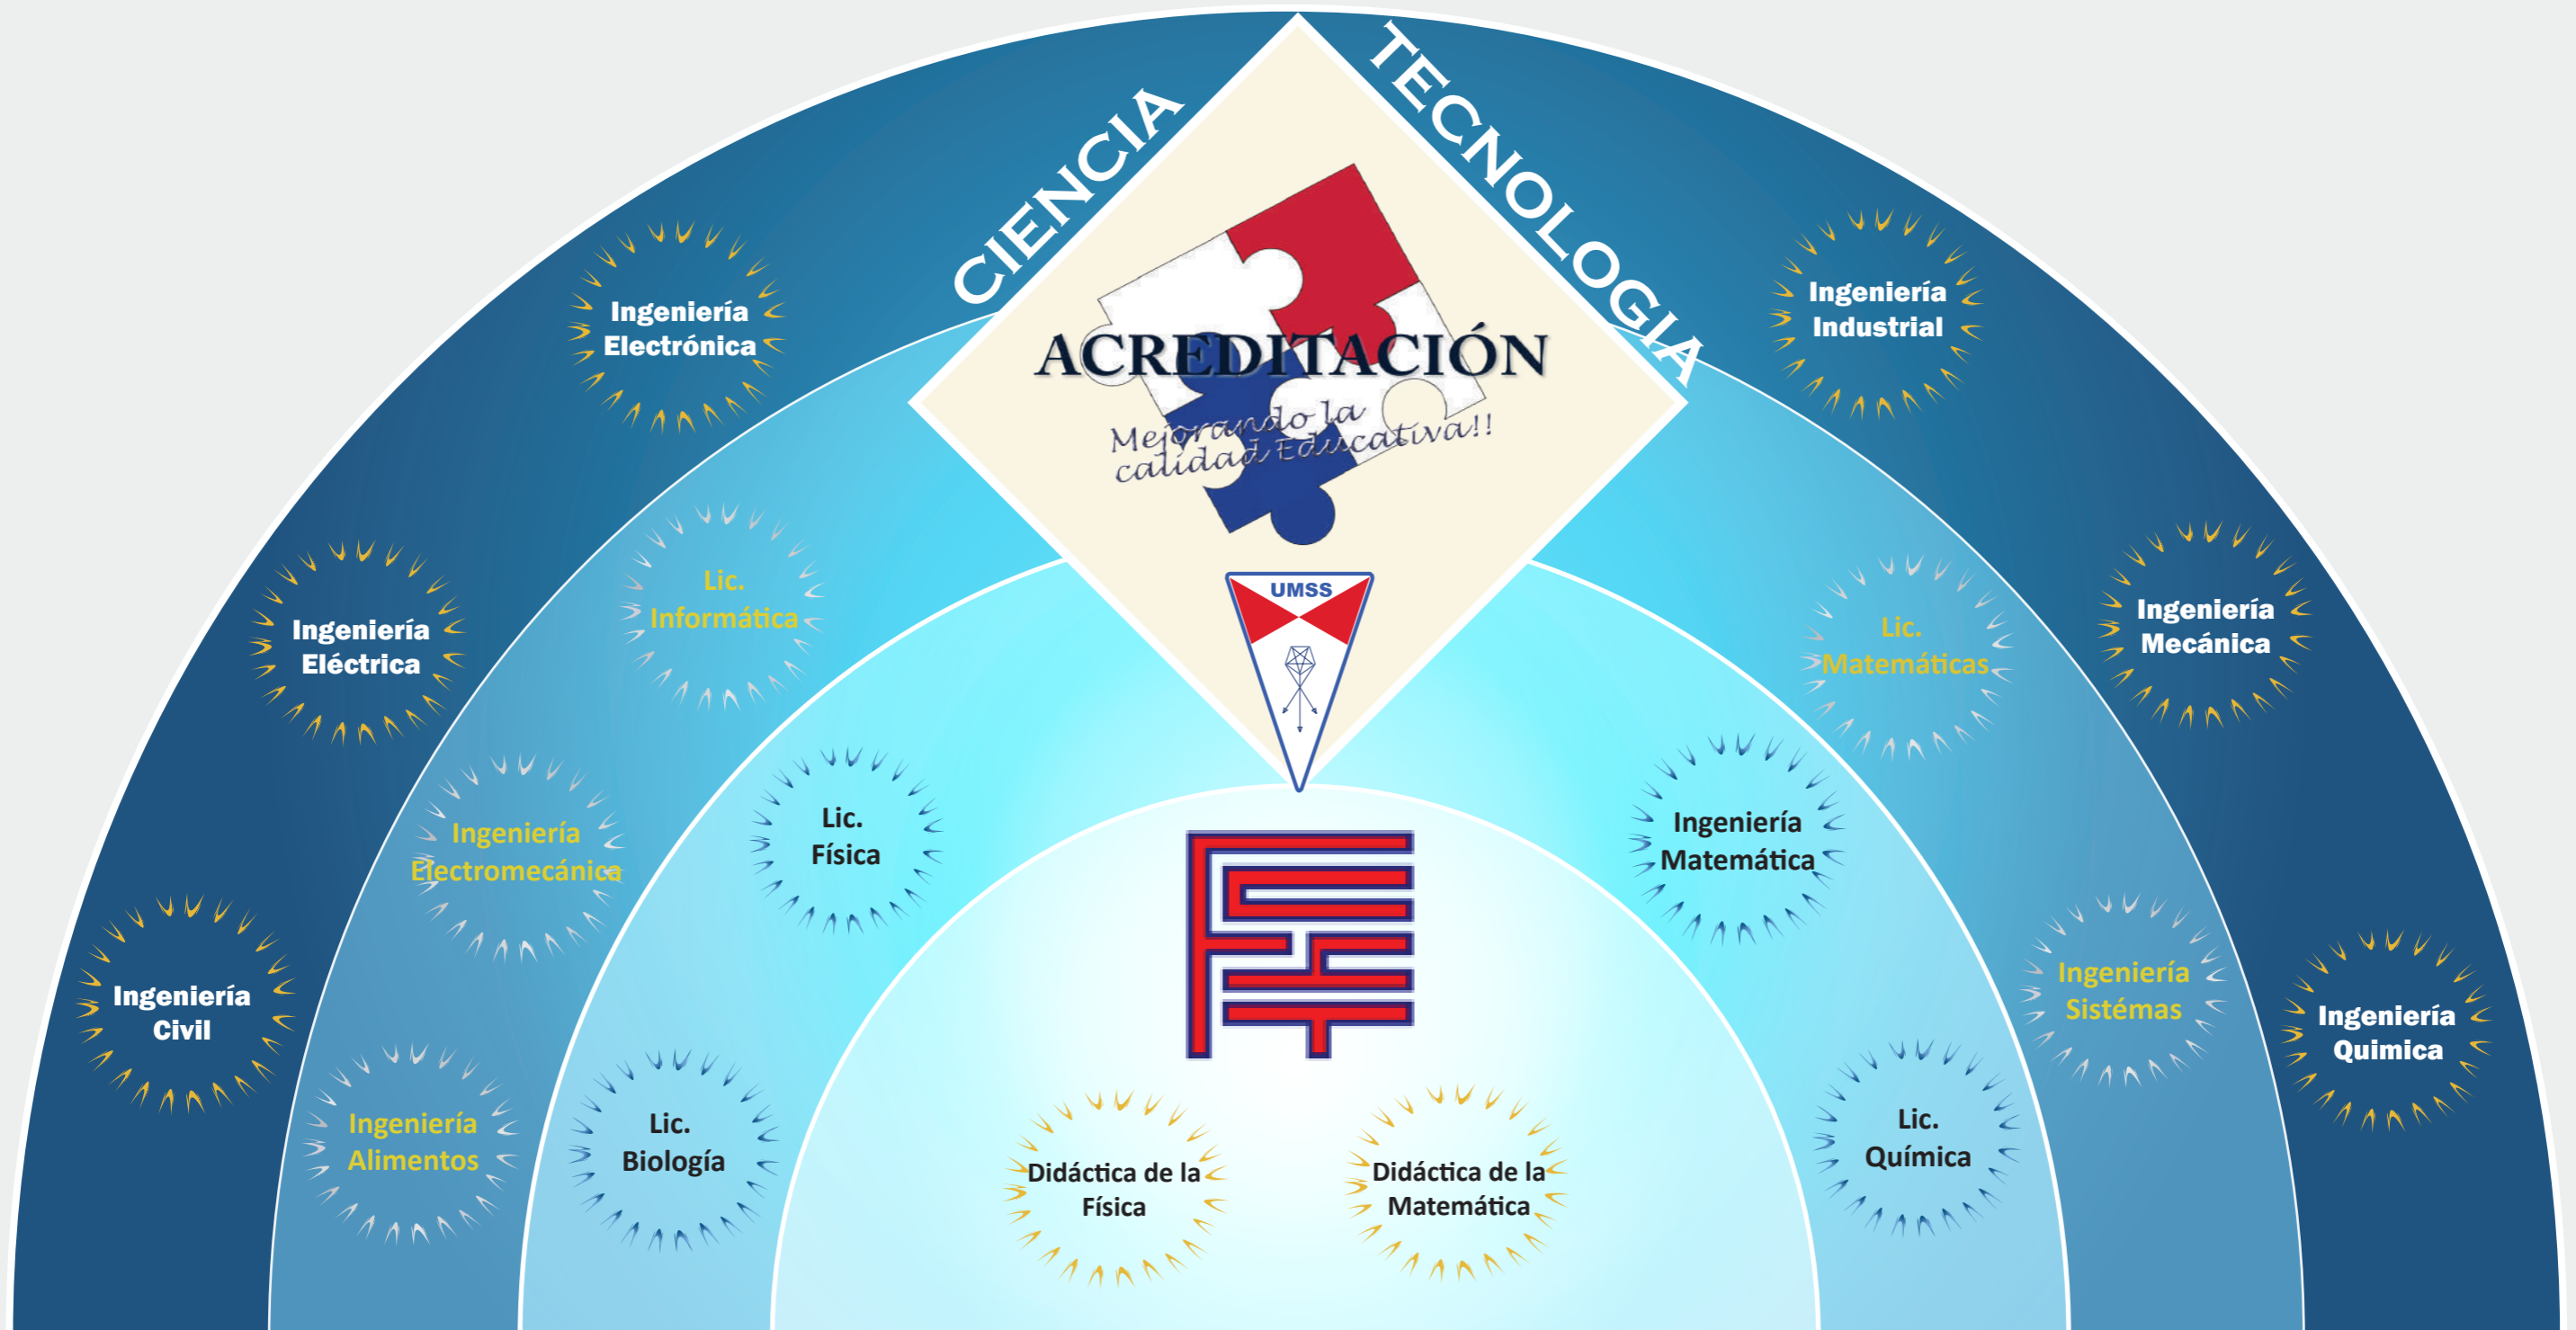 CIENCIA
TECNOLOGIA
ACREDITACIÓN
Mejorando la
calidad Educativa!!
UMSS
Ingeniería
Electrónica
Ingeniería
Industrial
Ingeniería
Eléctrica
Lic.
Informática
Lic.
Matemáticas
Ingeniería
Mecánica
Ingeniería
Electromecánica
Lic.
Física
Ingeniería
Matemática
Ingeniería
Civil
Ingeniería
Sistémas
Ingeniería
Quimica
Ingeniería
Alimentos
Lic.
Biología
Didáctica de la
Física
Didáctica de la
Matemática
Lic.
Química